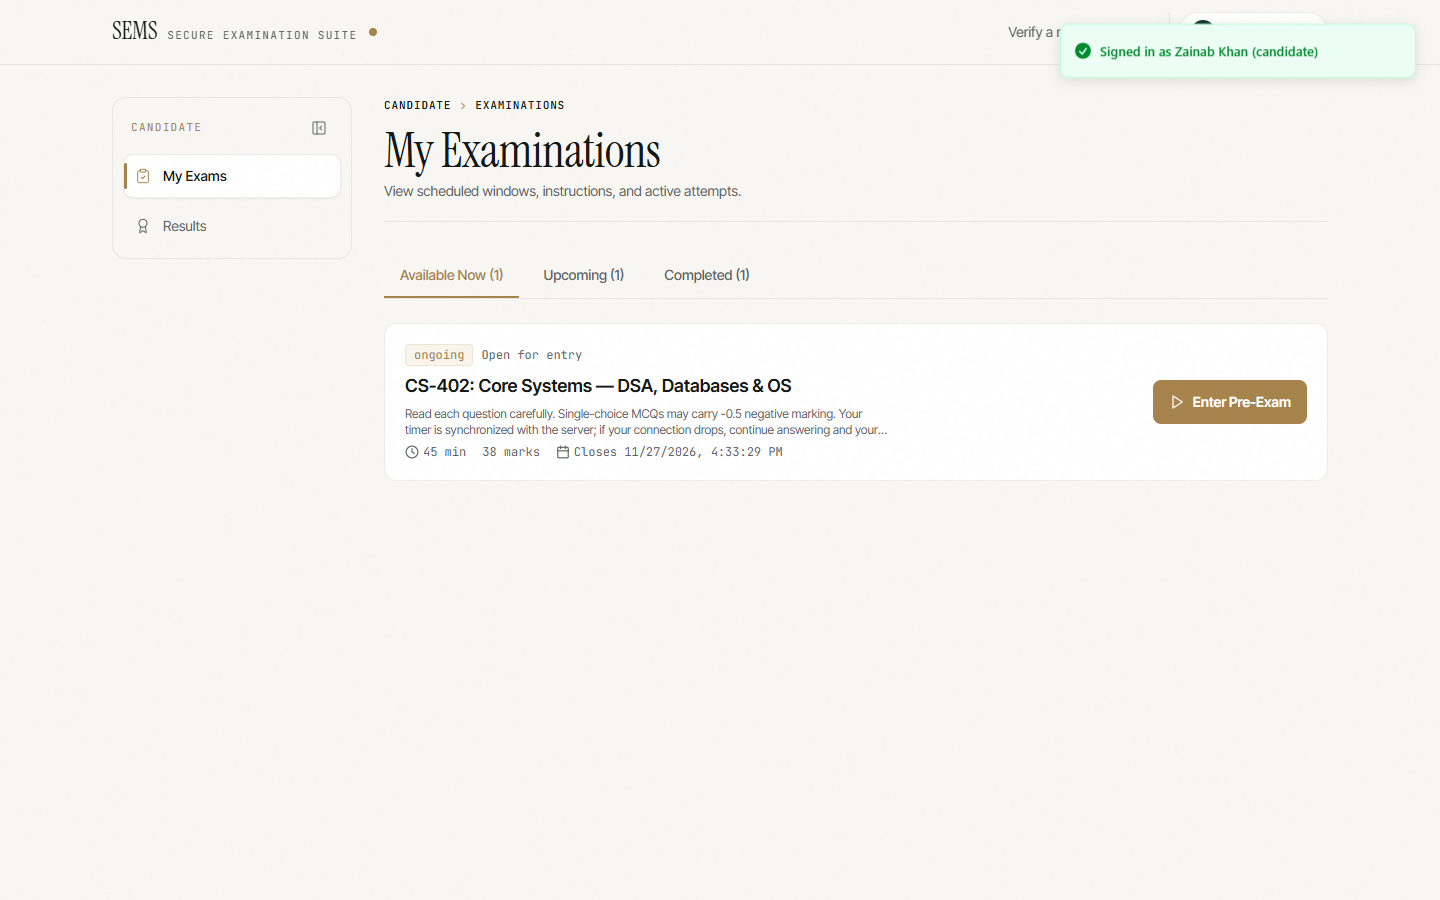 SEMS SECURE EXAMINATION SUITE
Verify a
Signed in as Zainab Khan (candidate)
CANDIDATE
My Exams
Results
CANDIDATE > EXAMINATIONS
My Examinations
View scheduled windows, instructions, and active attempts.
Available Now (1) Upcoming (1) Completed (1)
ongoing Open for entry
CS-402: Core Systems — DSA, Databases & OS
Read each question carefully. Single-choice MCQs may carry -0.5 negative marking. Your
timer is synchronized with the server; if your connection drops, continue answering and your...
45 min 38 marks Closes 11/27/2026, 4:33:29 PM
Enter Pre-Exam